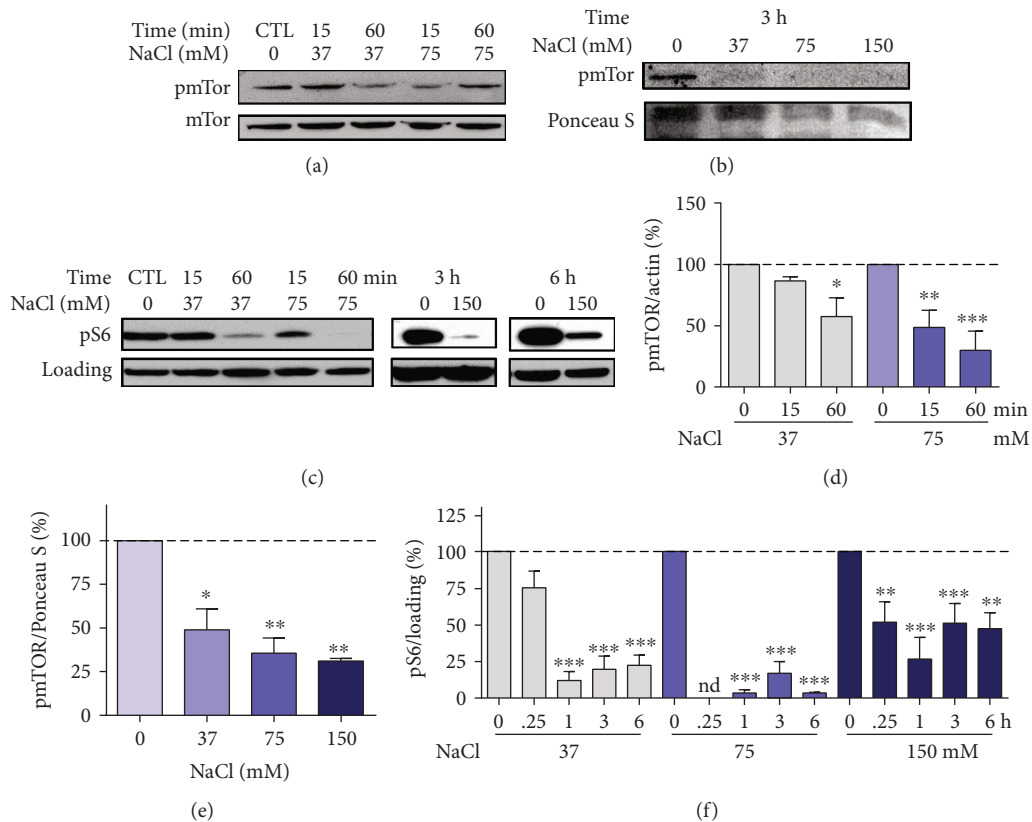 Time (min) CTL 15 60 15 60
NaCl (mM) 0 37 37 75 75
pmTor
mTor
(a)
Time 3 h
NaCl (mM) 0 37 75 150
pmTor
Ponceau S
(b)
Time CTL 15 60 15 60 min 3 h 6 h
NaCl (mM) 0 37 37 75 75 0 150 0 150
pS6
Loading
(c)
pmTOR/actin (%)
150
100
50
0
* ** ***
0 15 60 0 15 60 min
NaCl 37 75 mM
(d)
pmTOR/Ponceau S (%)
100
75
50
25
0
* ** **
0 37 75 150
NaCl (mM)
(e)
pS6/loading (%)
125
100
75
50
25
0
*** *** *** nd *** *** *** ** *** *** **
0 .25 1 3 6 0 .25 1 3 6 0 .25 1 3 6 h
NaCl 37 75 150 mM
(f)